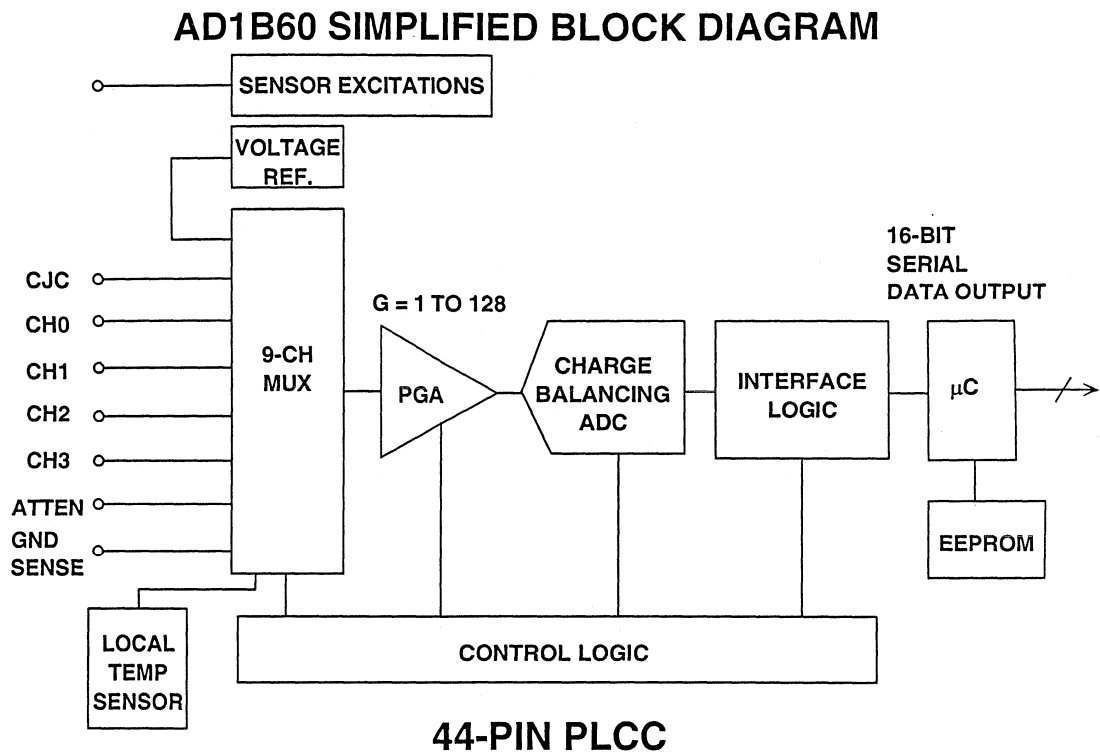 AD1B60 SIMPLIFIED BLOCK DIAGRAM
SENSOR EXCITATIONS
VOLTAGE
REF.
16-BIT
SERIAL
DATA OUTPUT
CJC
CH0
CH1
CH2
CH3
ATTEN
GND
SENSE
9-CH
MUX
G = 1 TO 128
PGA
CHARGE
BALANCING
ADC
INTERFACE
LOGIC
μC
EEPROM
LOCAL
TEMP
SENSOR
CONTROL LOGIC
44-PIN PLCC